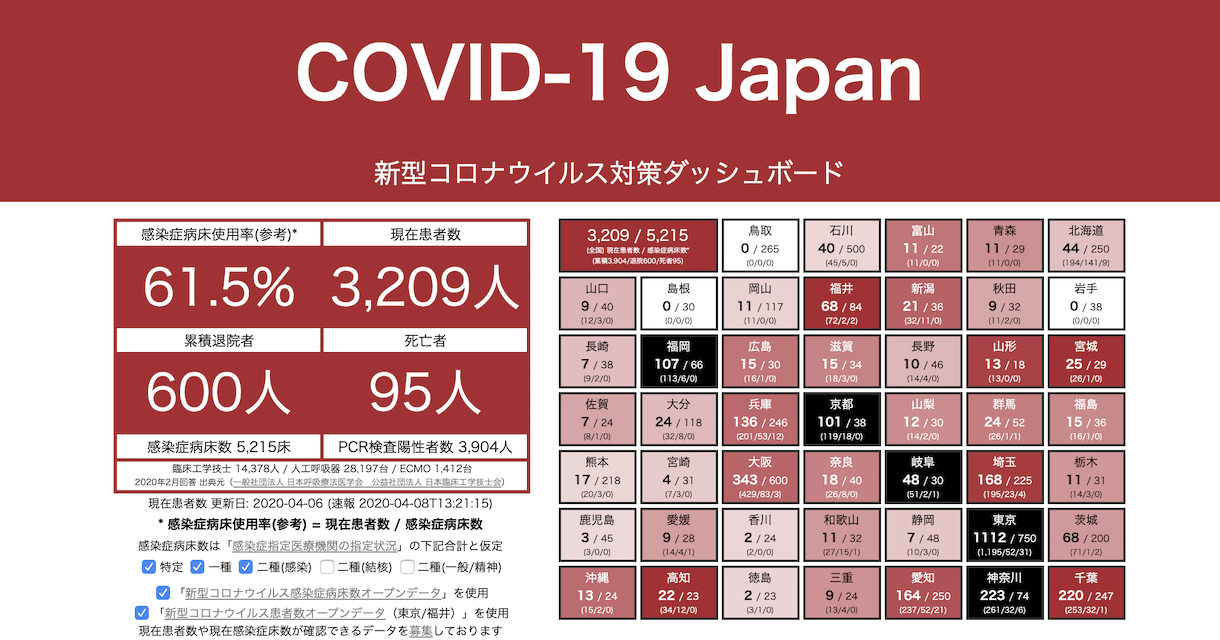 COVID-19 Japan
新型コロナウイルス対策ダッシュボード
感染症病床使用率(参考)*
現在患者数
61.5%
3,209人
累積退院者
死亡者
600人
95人
感染症病床数 5,215床
PCR検査陽性者数 3,904人
臨床工学技士 14,378人 / 人工呼吸器 28,197台 / ECMO 1,412台
2020年2月回答 出典元 (一般社団法人 日本呼吸療法医学会 公益社団法人 日本臨床工学技士会)
現在患者数 更新日: 2020-04-06 (速報 2020-04-08T13:21:15)
* 感染症病床使用率(参考) = 現在患者数 / 感染症病床数
感染症病床数は「感染症指定医療機関の指定状況」の下記合計と仮定
特定 一種 二種(感染) 二種(結核) 二種(一般/精神)
「新型コロナウイルス感染症病床数オープンデータ」を使用
「新型コロナウイルス患者数オープンデータ（東京/福井）」を使用
現在患者数や現在感染症床数が確認できるデータを募集しております
3,209 / 5,215
(全国) 現在患者数 / 感染症病床数*
(累積3,904/退院600/死者95)
鳥取
0 / 265
(0/0/0)
石川
40 / 500
(45/5/0)
富山
11 / 22
(11/0/0)
青森
11 / 29
(11/0/0)
北海道
44 / 250
(194/141/9)
山口
9 / 40
(12/3/0)
島根
0 / 30
(0/0/0)
岡山
11 / 117
(11/0/0)
福井
68 / 84
(72/2/2)
新潟
21 / 36
(32/11/0)
秋田
9 / 32
(11/2/0)
岩手
0 / 38
(0/0/0)
長崎
7 / 38
(9/2/0)
福岡
107 / 66
(113/6/0)
広島
15 / 30
(16/1/0)
滋賀
15 / 34
(18/3/0)
長野
10 / 46
(14/4/0)
山形
13 / 18
(13/0/0)
宮城
25 / 29
(26/1/0)
佐賀
7 / 24
(8/1/0)
大分
24 / 118
(32/8/0)
兵庫
136 / 246
(201/53/12)
京都
101 / 38
(119/18/0)
山梨
12 / 30
(14/2/0)
群馬
24 / 52
(26/1/1)
福島
15 / 36
(16/1/0)
熊本
17 / 218
(20/3/0)
宮崎
4 / 31
(7/3/0)
大阪
343 / 600
(429/83/3)
奈良
18 / 40
(26/8/0)
岐阜
48 / 30
(51/2/1)
埼玉
168 / 225
(195/23/4)
栃木
11 / 31
(14/3/0)
鹿児島
3 / 45
(3/0/0)
愛媛
9 / 28
(14/4/1)
香川
2 / 24
(2/0/0)
和歌山
11 / 32
(27/15/1)
静岡
7 / 48
(10/3/0)
東京
1112 / 750
(1,195/52/31)
茨城
68 / 200
(71/1/2)
沖縄
13 / 24
(15/2/0)
高知
22 / 23
(34/12/0)
徳島
2 / 23
(3/1/0)
三重
9 / 24
(13/4/0)
愛知
164 / 250
(237/52/21)
神奈川
223 / 74
(261/32/6)
千葉
220 / 247
(253/32/1)